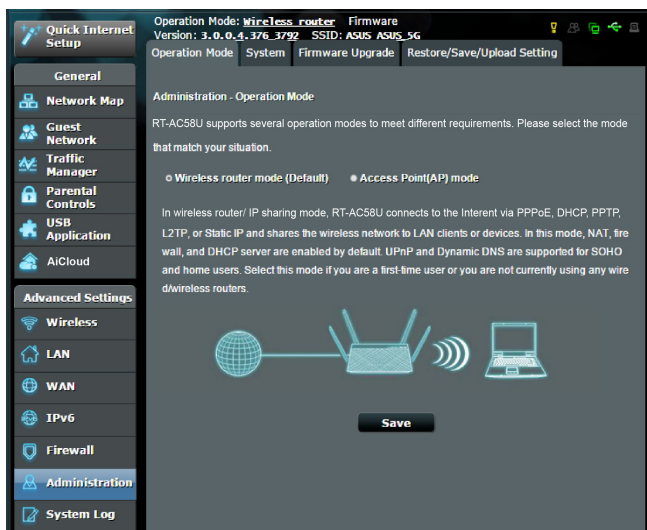 Quick Internet
Setup
General
Network Map
Guest
Network
Traffic
Manager
Parental
Controls
USB
Application
AiCloud
Advanced Settings
Wireless
LAN
WAN
IPv6
Firewall
Administration
System Log
Operation Mode: Wireless router Firmware
Version: 3.0.0.4.376_3792 SSID: ASUS ASUS_5G
Operation Mode System Firmware Upgrade Restore/Save/Upload Setting
Administration - Operation Mode
RT-AC58U supports several operation modes to meet different requirements. Please select the mode
that match your situation.
Wireless router mode (Default) Access Point(AP) mode
In wireless router/ IP sharing mode, RT-AC58U connects to the Interent via PPPoE, DHCP, PPTP,
L2TP, or Static IP and shares the wireless network to LAN clients or devices. In this mode, NAT, fire
wall, and DHCP server are enabled by default. UPnP and Dynamic DNS are supported for SOHO
and home users. Select this mode if you are a first-time user or you are not currently using any wire
d/wireless routers.
Save